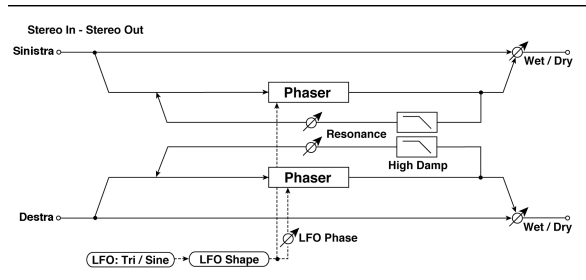 Stereo In - Stereo Out
Sinistra
Wet / Dry
Phaser
Resonance
High Damp
Phaser
Destra
Wet / Dry
LFO Phase
LFO: Tri / Sine
LFO Shape